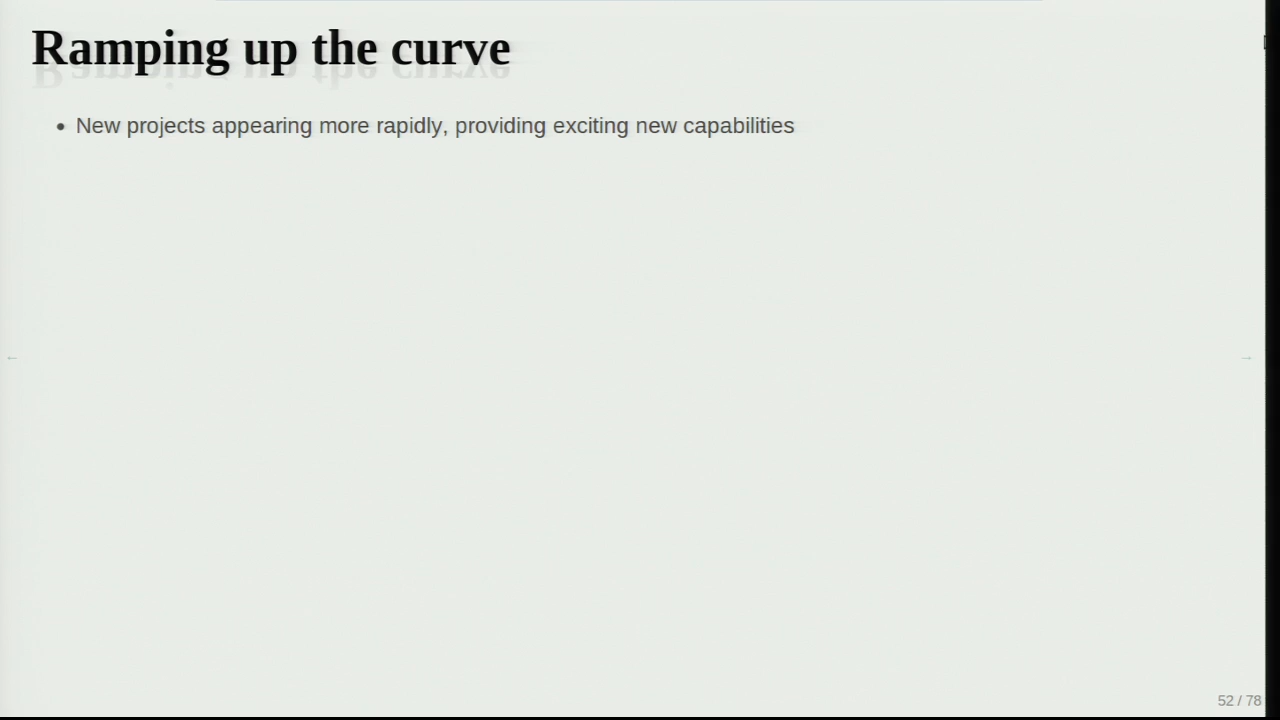 Ramping up the curve
• New projects appearing more rapidly, providing exciting new capabilities
←
→
52 / 78